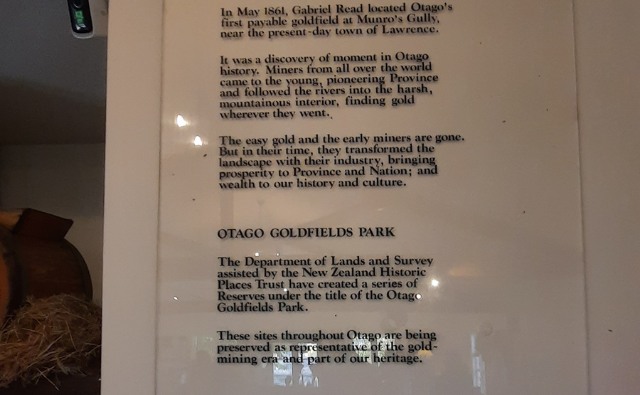 In May 1861, Gabriel Read located Otago's
first payable goldfield at Munro's Gully,
near the present-day town of Lawrence.
It was a discovery of moment in Otago
history. Miners from all over the world
came to the young, pioneering Province
and followed the rivers into the harsh,
mountainous interior, finding gold
wherever they went.
The easy gold and the early miners are gone.
But in their time, they transformed the
landscape with their industry, bringing
prosperity to Province and Nation; and
wealth to our history and culture.
OTAGO GOLDFIELDS PARK
The Department of Lands and Survey
assisted by the New Zealand Historic
Places Trust have created a series of
Reserves under the title of the Otago
Goldfields Park.
These sites throughout Otago are being
preserved as representative of the gold-
mining era and part of our heritage.